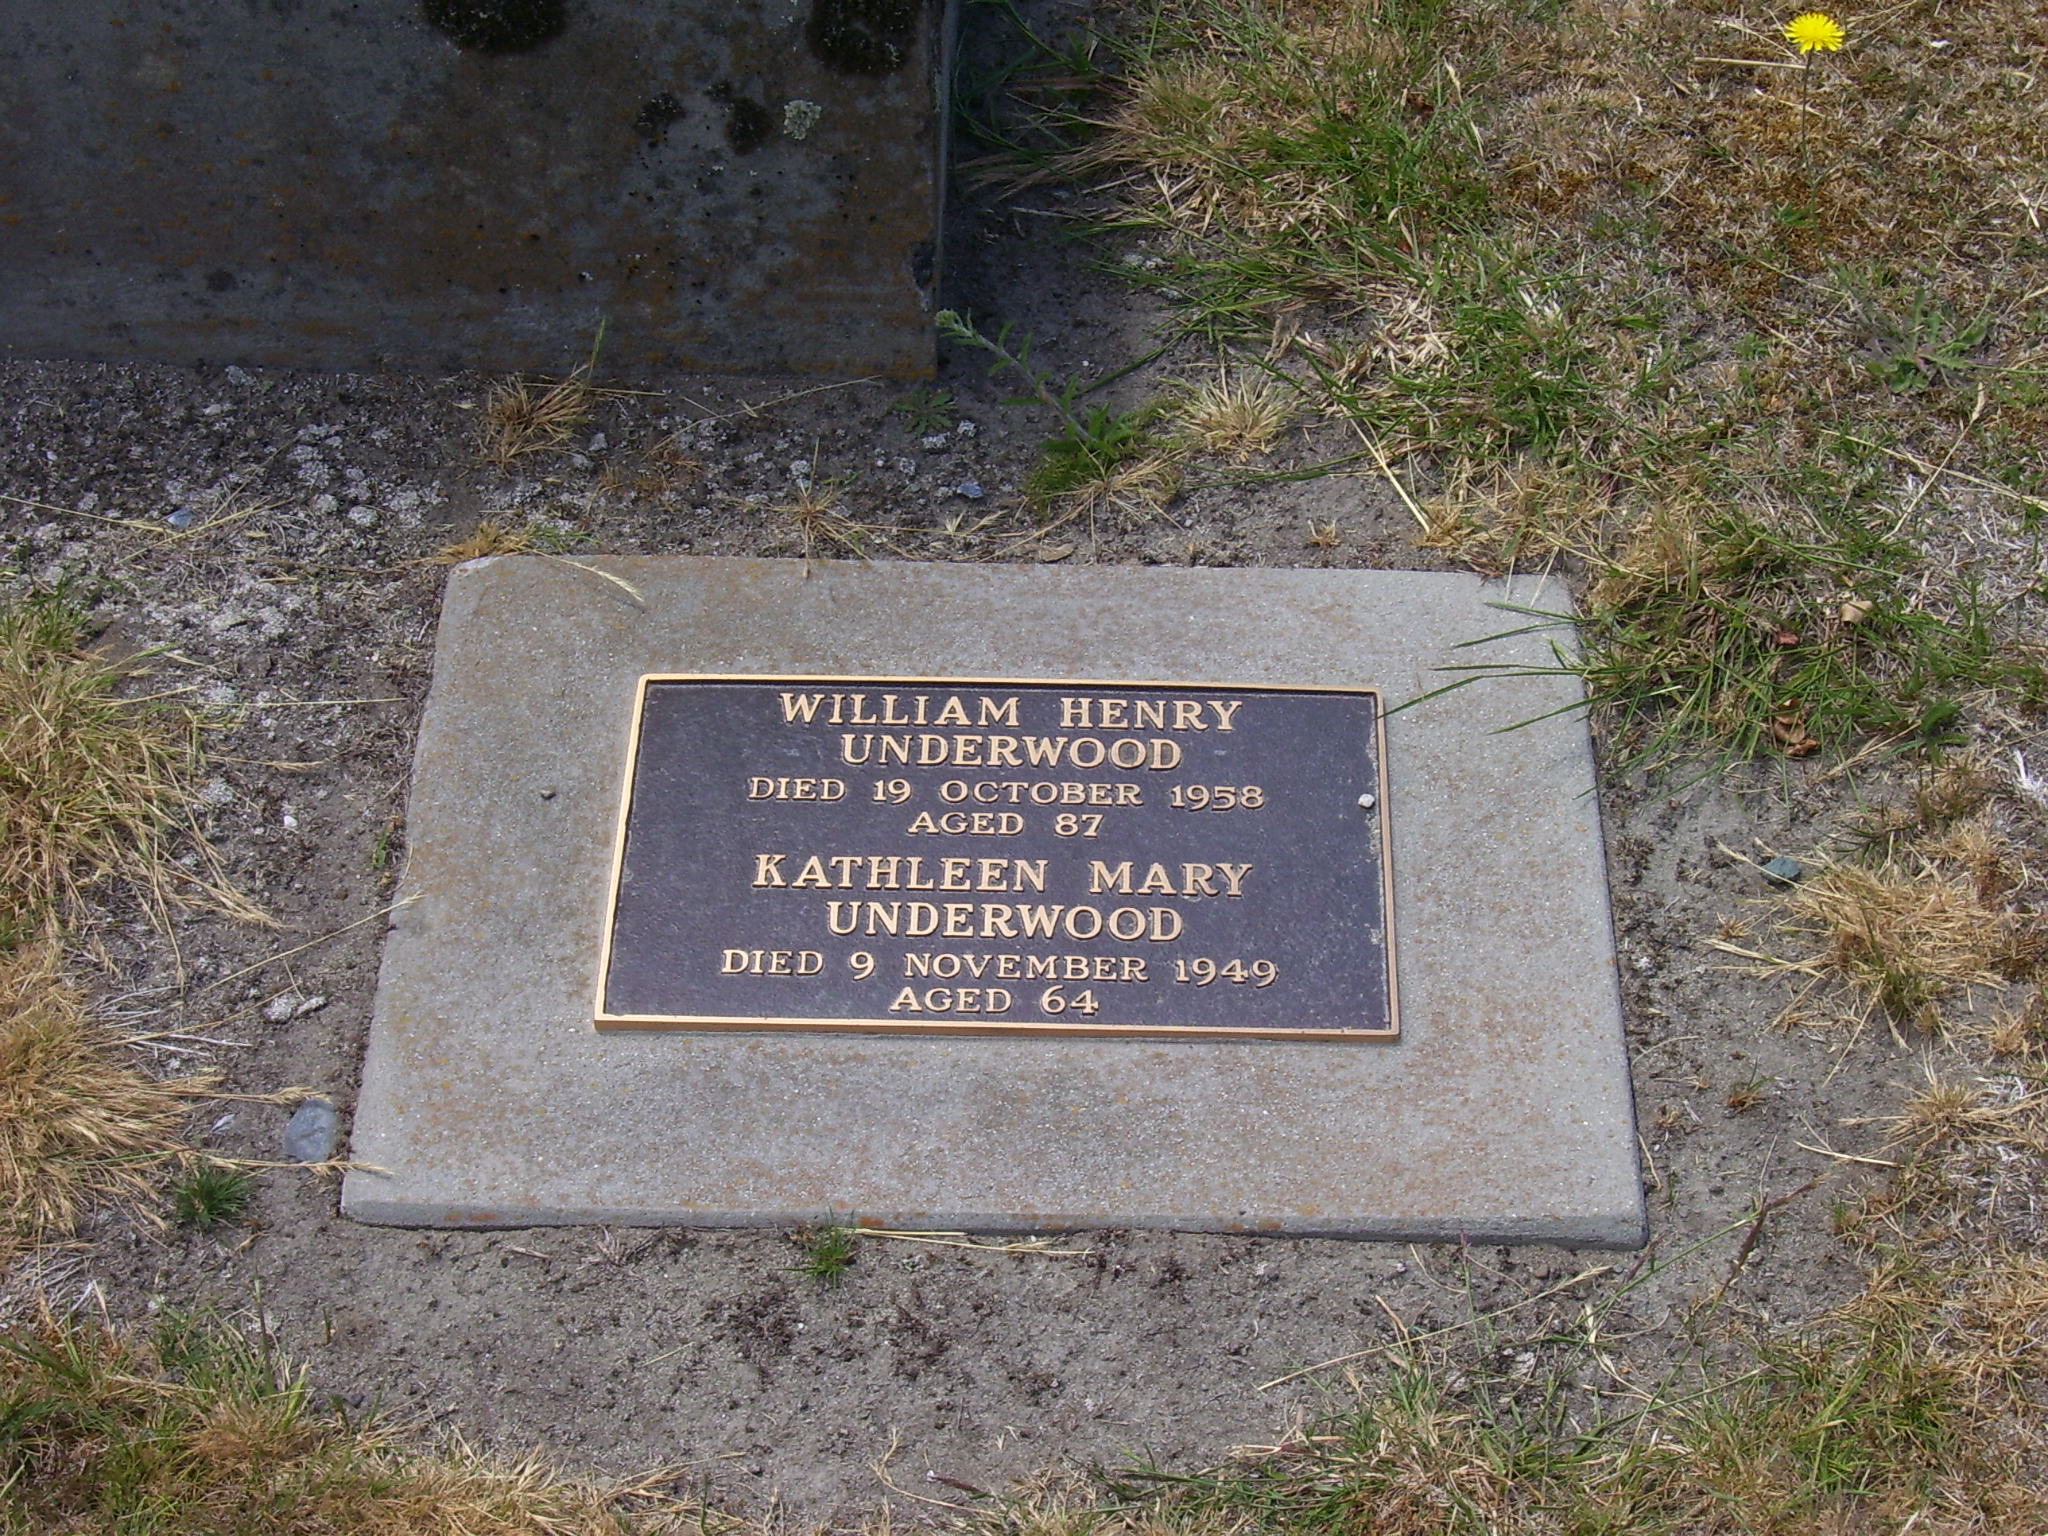 WILLIAM HENRY
UNDERWOOD
DIED 19 OCTOBER 1958
AGED 87
KATHLEEN MARY
UNDERWOOD
DIED 9 NOVEMBER 1949
AGED 64